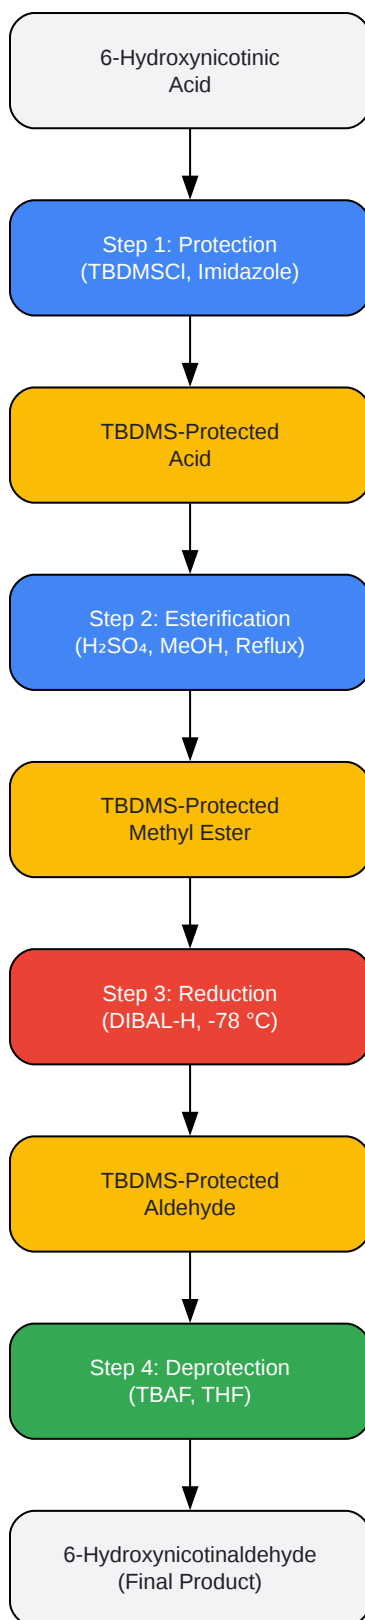 6-Hydroxynicotinic
Acid
Step 1: Protection
(TBDMSCl, Imidazole)
TBDMS-Protected
Acid
Step 2: Esterification
(H₂SO₄, MeOH, Reflux)
TBDMS-Protected
Methyl Ester
Step 3: Reduction
(DIBAL-H, -78 °C)
TBDMS-Protected
Aldehyde
Step 4: Deprotection
(TBAF, THF)
6-Hydroxynicotinaldehyde
(Final Product)